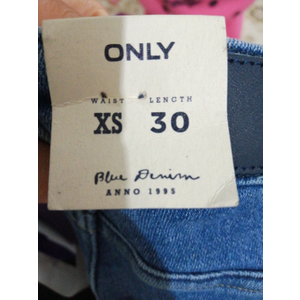 ONLY
WAIST LENGTH
XS 30
Blue Denim
ANNO 1995